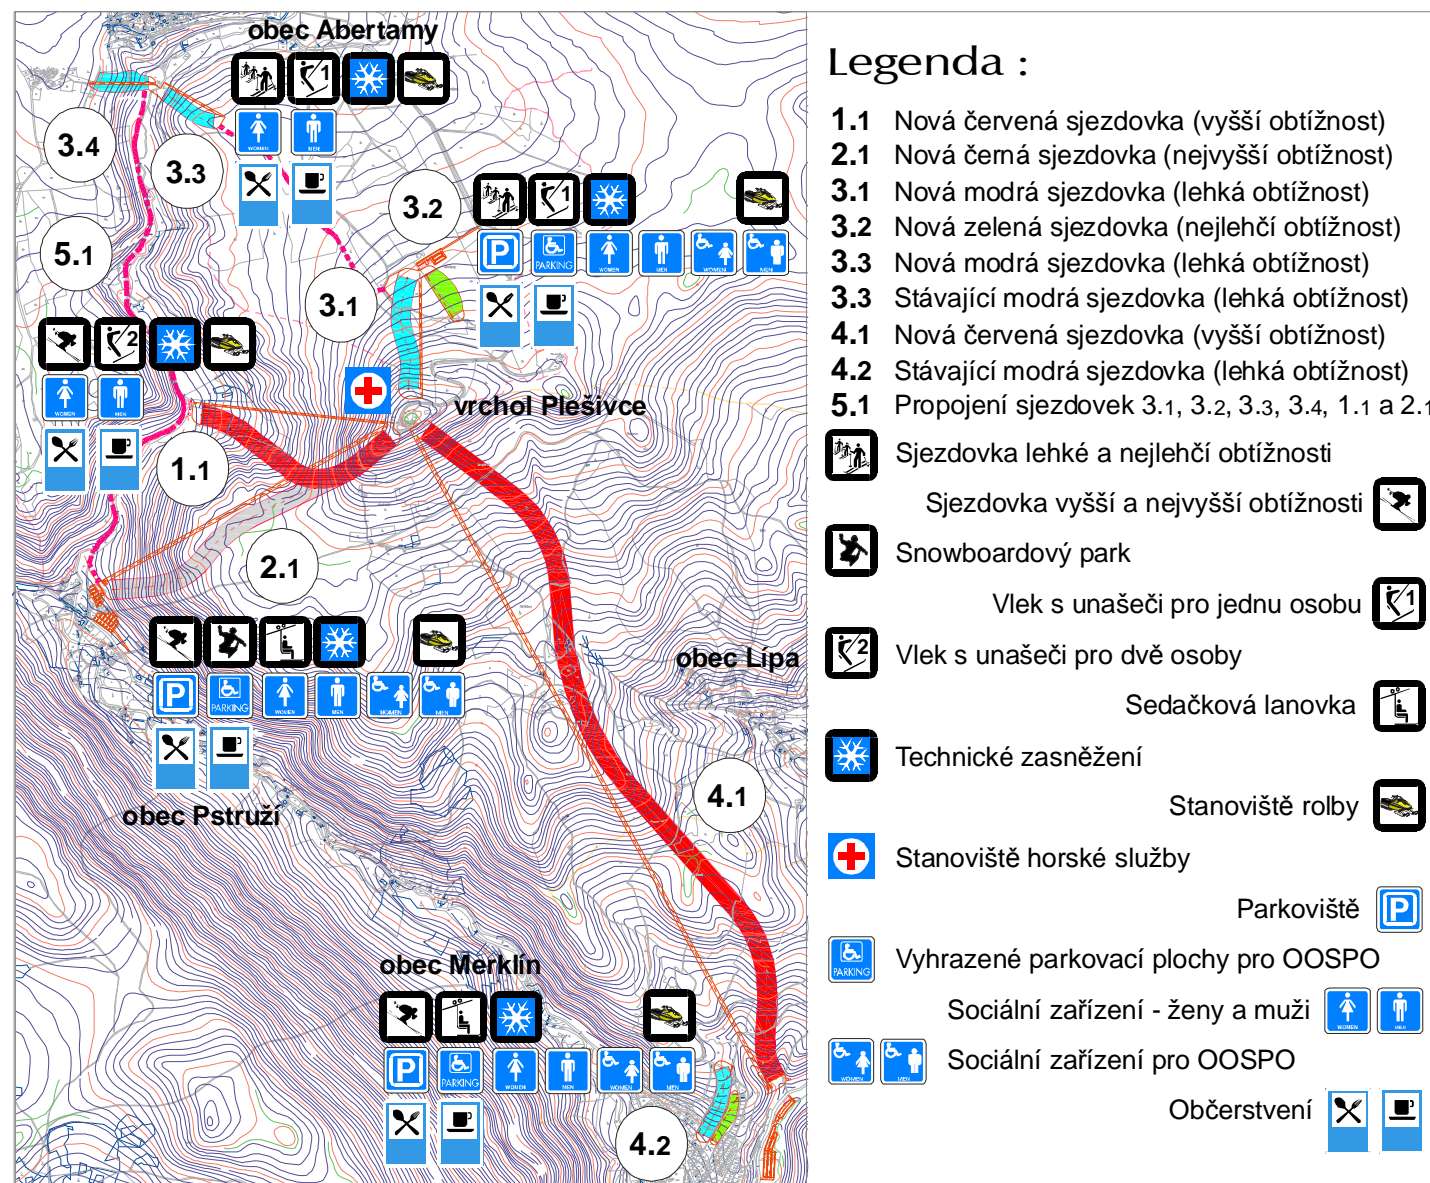 obec Abertamy
3.4
3.3
1
WOMEN
MEN
3.2
1
5.1
P
PARKING
WOMEN
MEN
WOMEN
MEN
3.1
2
WOMEN
MEN
vrchol Plešivce
1.1
2.1
obec Lípa
P
PARKING
WOMEN
MEN
WOMEN
MEN
4.1
obec Pstruží
obec Merklín
P
PARKING
WOMEN
MEN
WOMEN
MEN
4.2
Legenda :
1.1 Nová červená sjezdovka (vyšší obtížnost)
2.1 Nová černá sjezdovka (nejvyšší obtížnost)
3.1 Nová modrá sjezdovka (lehká obtížnost)
3.2 Nová zelená sjezdovka (nejlehčí obtížnost)
3.3 Nová modrá sjezdovka (lehká obtížnost)
3.3 Stávající modrá sjezdovka (lehká obtížnost)
4.1 Nová červená sjezdovka (vyšší obtížnost)
4.2 Stávající modrá sjezdovka (lehká obtížnost)
5.1 Propojení sjezdovek 3.1, 3.2, 3.3, 3.4, 1.1 a 2.1
Sjezdovka lehké a nejlehčí obtížnosti
Sjezdovka vyšší a nejvyšší obtížnosti
Snowboardový park
Vlek s unašeči pro jednu osobu 1
2 Vlek s unašeči pro dvě osoby
Sedačková lanovka
Technické zasněžení
Stanoviště rolby
Stanoviště horské služby
Parkoviště P
PARKING Vyhrazené parkovací plochy pro OOSPO
Sociální zařízení - ženy a muži WOMEN MEN
WOMEN MEN Sociální zařízení pro OOSPO
Občerstvení